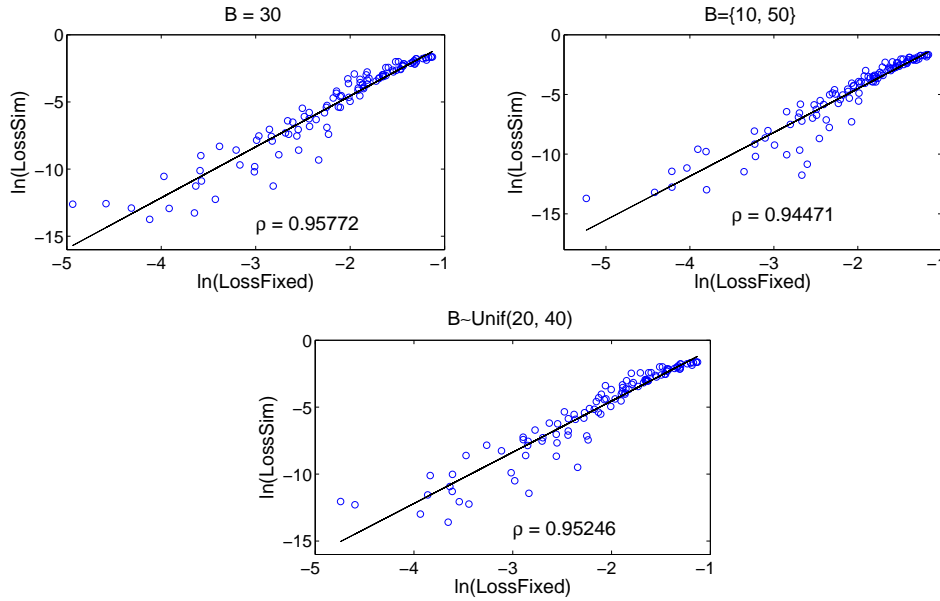 B = 30
0
−5
−10
−15
ln(LossSim)
ρ = 0.95772
−5 −4 −3 −2 −1
ln(LossFixed)
B={10, 50}
0
−5
−10
−15
ln(LossSim)
ρ = 0.94471
−5 −4 −3 −2 −1
ln(LossFixed)
B~Unif(20, 40)
0
−5
−10
−15
ln(LossSim)
ρ = 0.95246
−5 −4 −3 −2 −1
ln(LossFixed)